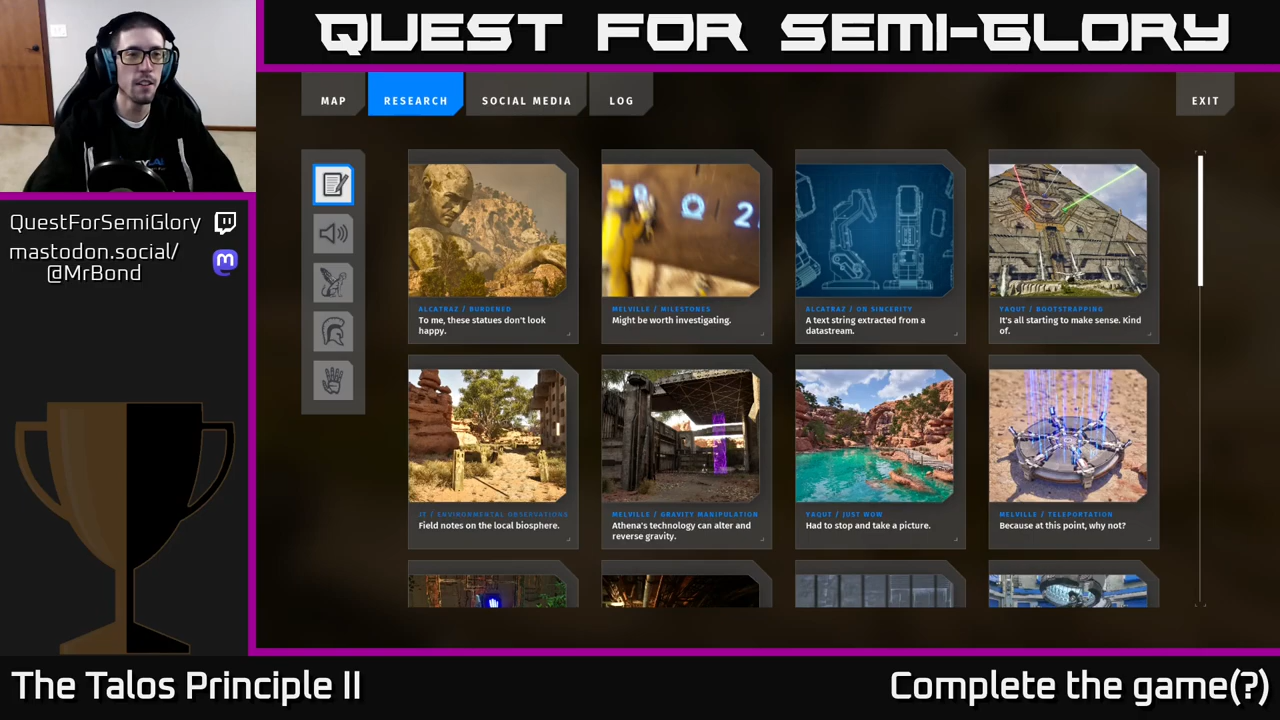 QUEST FOR SEMI-GLORY
MAP
RESEARCH
SOCIAL MEDIA
LOG
EXIT
QuestForSemiGlory
mastodon.social/
@MrBond
ALCATRAZ / BURDENED
To me, these statues don't look
happy.
MELVILLE / MILESTONES
Might be worth investigating.
ALCATRAZ / ON SINCERITY
A text string extracted from a
datastream.
YAQUT / BOOTSTRAPPING
It's all starting to make sense. Kind
of.
2
/ ENVIRONMENTAL OBSERVATIONS
Field notes on the local biosphere.
MELVILLE / GRAVITY MANIPULATION
Athena's technology can alter and
reverse gravity.
YAQUT / JUST WOW
Had to stop and take a picture.
MELVILLE / TELEPORTATION
Because at this point, why not?
The Talos Principle II
Complete the game(?)